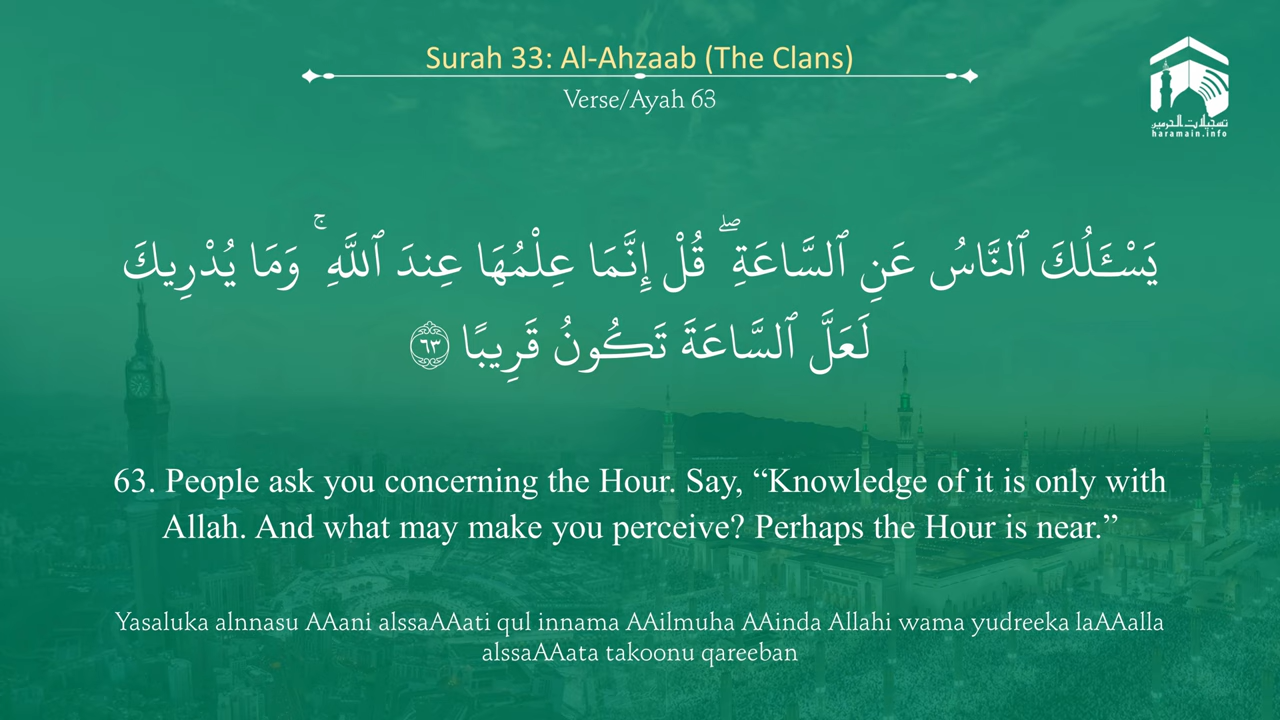 Surah 33: Al-Ahzaab (The Clans)
Verse/Ayah 63
تسجيلات الحرمين
haramain.info
يَسْـَٔلُكَ ٱلنَّاسُ عَنِ ٱلسَّاعَةِ ۖ قُلْ إِنَّمَا عِلْمُهَا عِندَ ٱللَّهِ ۚ وَمَا يُدْرِيكَ
لَعَلَّ ٱلسَّاعَةَ تَكُونُ قَرِيبًا ٦٣
63. People ask you concerning the Hour. Say, “Knowledge of it is only with
Allah. And what may make you perceive? Perhaps the Hour is near.”
Yasaluka alnnasu AAani alssaAAati qul innama AAilmuha AAinda Allahi wama yudreeka laAAalla
alssaAAata takoonu qareeban